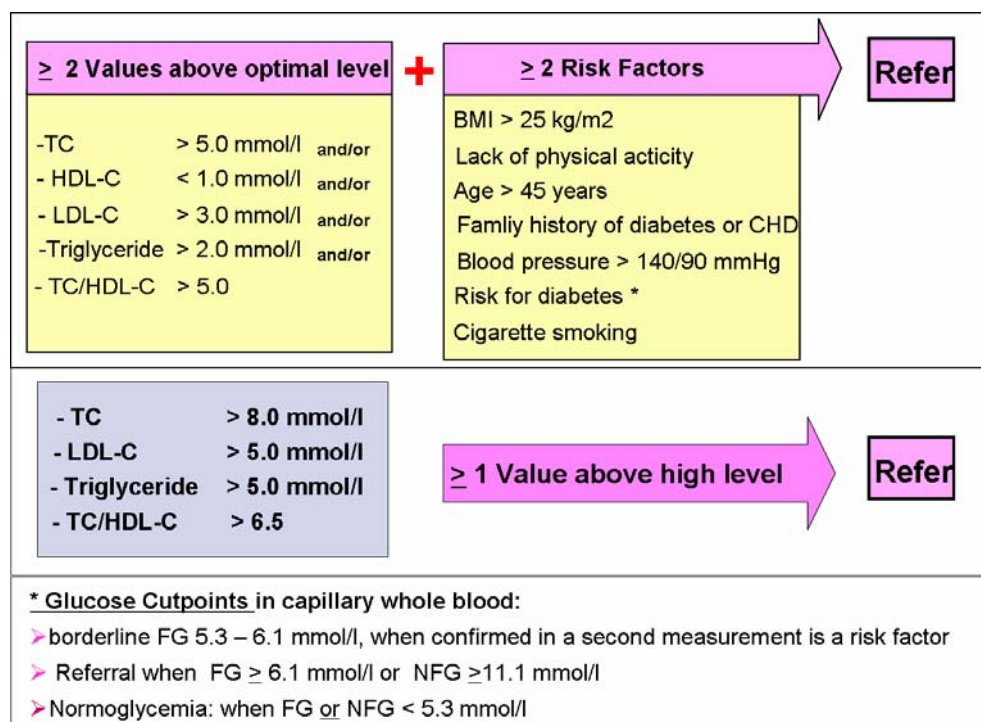 ≥ 2 Values above optimal level + ≥ 2 Risk Factors Refer
-TC > 5.0 mmol/l and/or
- HDL-C < 1.0 mmol/l and/or
- LDL-C > 3.0 mmol/l and/or
-Triglyceride > 2.0 mmol/l and/or
- TC/HDL-C > 5.0
BMI > 25 kg/m2
Lack of physical acticity
Age > 45 years
Famliy history of diabetes or CHD
Blood pressure > 140/90 mmHg
Risk for diabetes *
Cigarette smoking
- TC > 8.0 mmol/l
- LDL-C > 5.0 mmol/l
- Triglyceride > 5.0 mmol/l
- TC/HDL-C > 6.5
≥ 1 Value above high level Refer
* Glucose Cutpoints in capillary whole blood:
➢borderline FG 5.3 – 6.1 mmol/l, when confirmed in a second measurement is a risk factor
➢ Referral when FG ≥ 6.1 mmol/l or NFG ≥11.1 mmol/l
➢Normoglycemia: when FG or NFG < 5.3 mmol/l